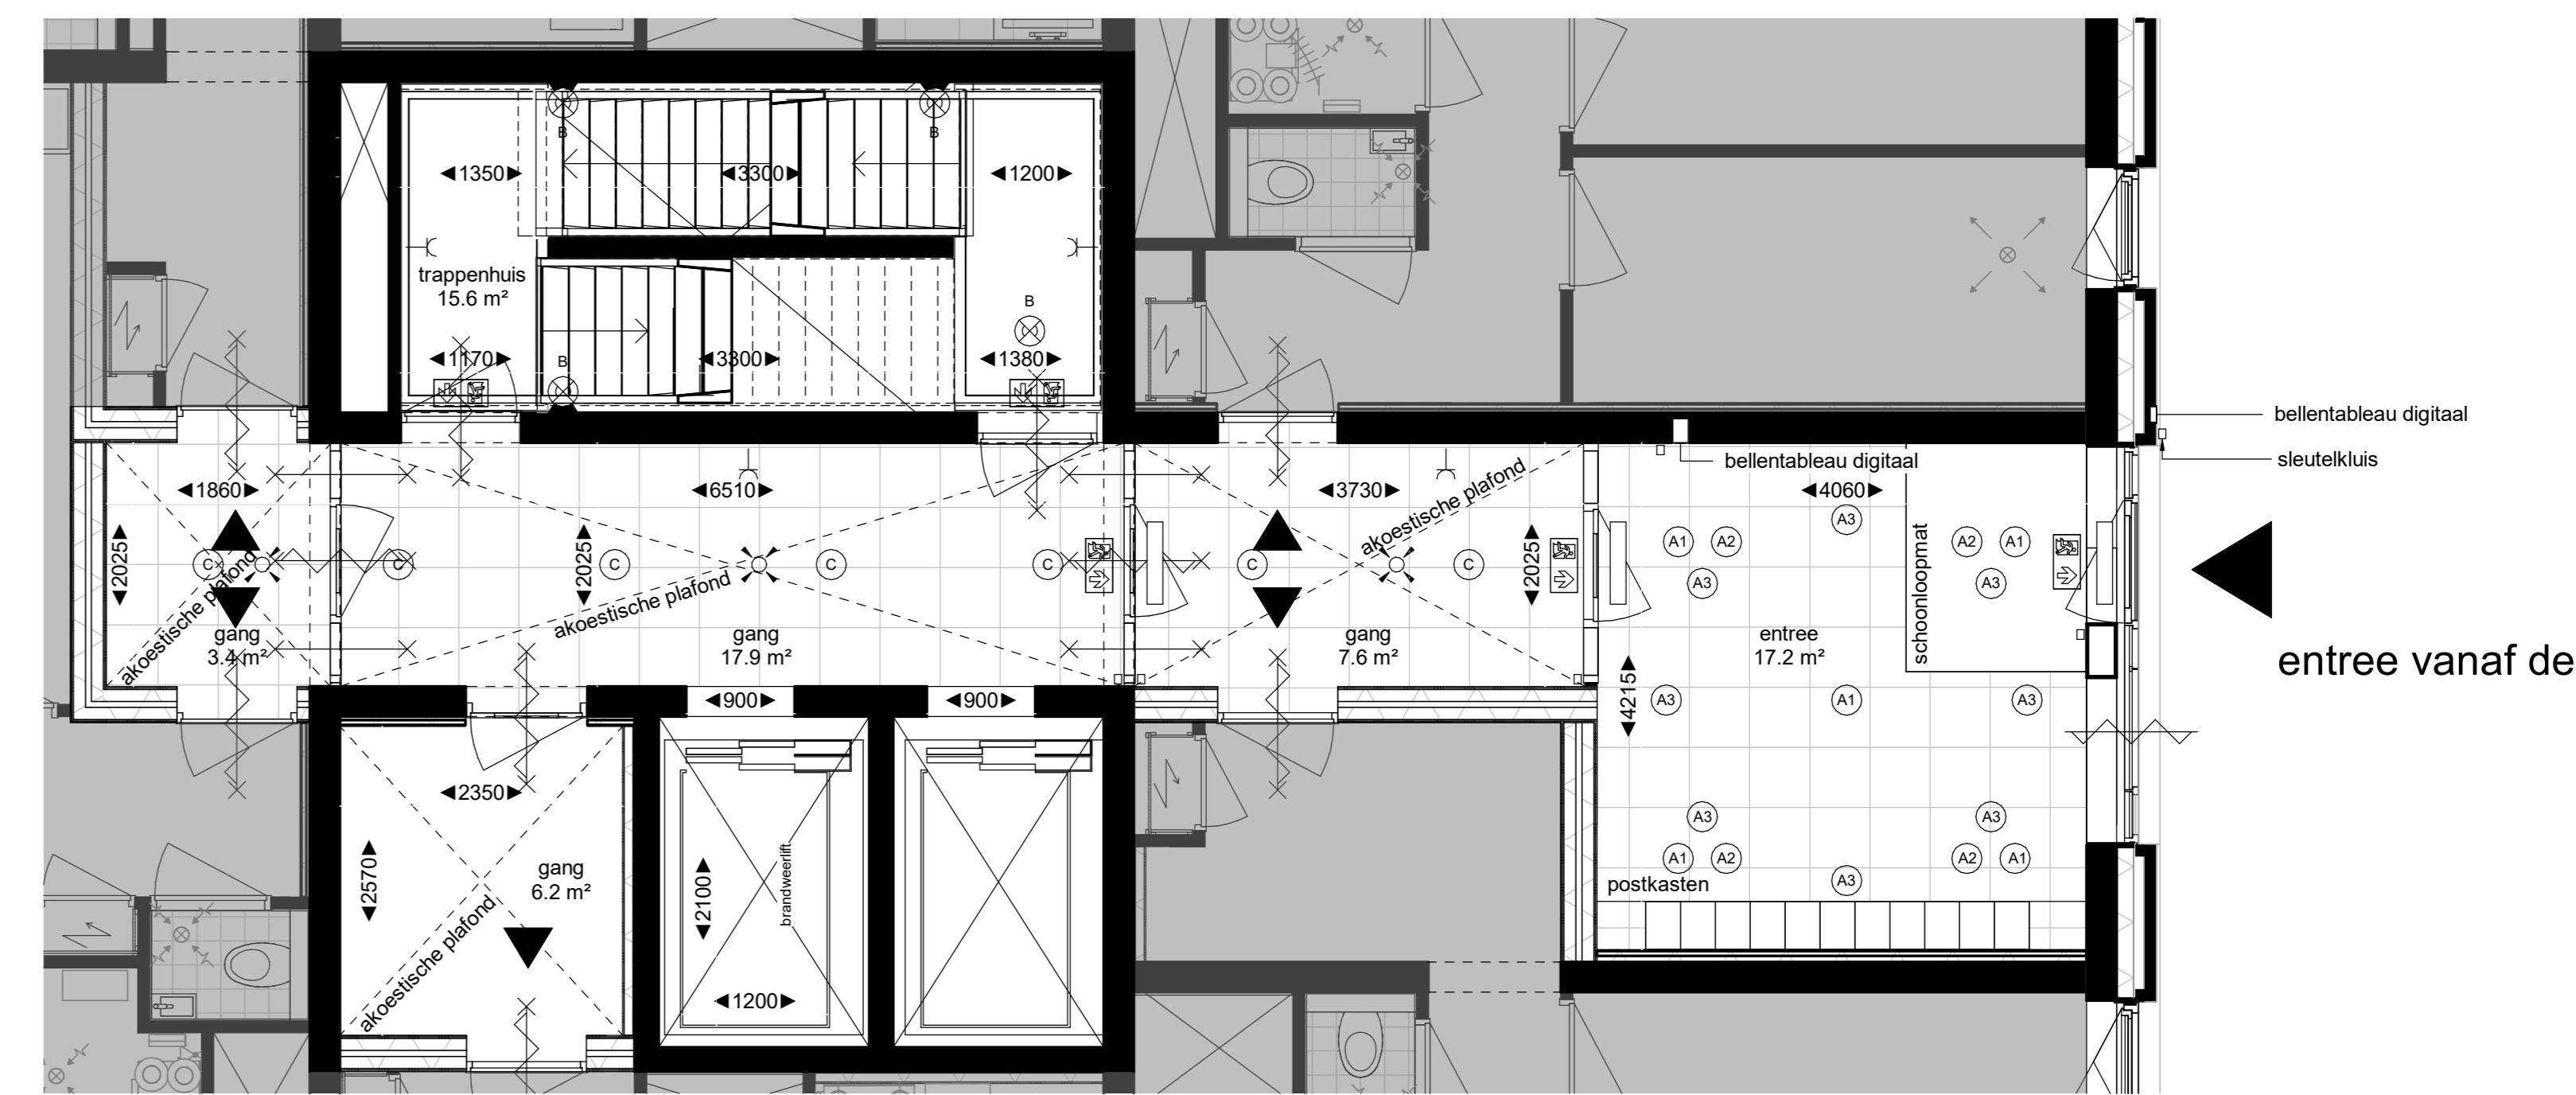 B
B
1350
3300
1200
trappenhuis
15.6 m²
B
B
1170
3300
1380
bellentableau digitaal
bellentableau digitaal
sleutelkluis
1860
6510
3730
4060
akoestische plafond
A3
A1
A2
A2
A1
2025
2025
2025
C
C
C
C
C
C
C
A3
A3
schoonloopmat
akoestische plafond
akoestische plafond
gang
3.4 m²
gang
17.9 m²
gang
7.6 m²
entree
17.2 m²
entree vanaf de
900
900
4215
A3
A1
A3
2350
A3
A3
A1
A2
A2
A1
2570
gang
6.2 m²
2100
brandweerlift
postkasten
A3
akoestische plafond
1200